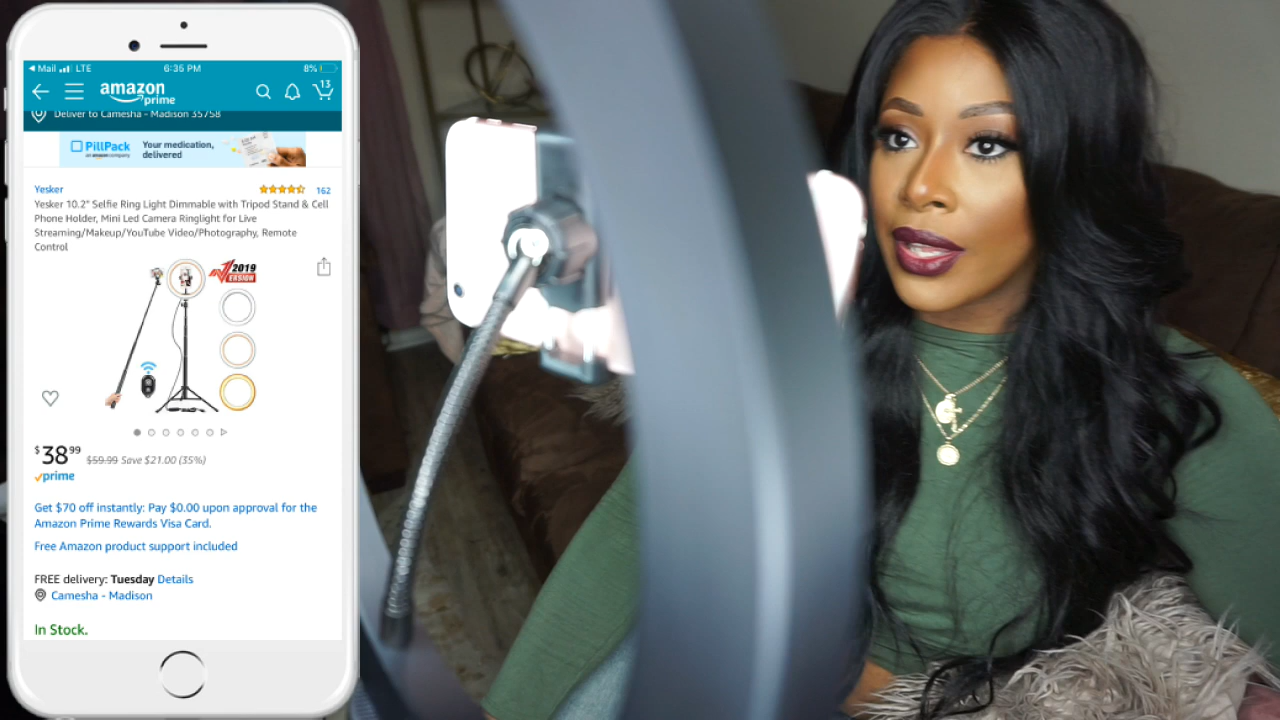 Mail LTE 6:35 PM 8%
amazon 13
prime
Deliver to Camesha - Madison 35758
PillPack Your medication,
an amazon company delivered
Yesker 162
Yesker 10.2" Selfie Ring Light Dimmable with Tripod Stand & Cell
Phone Holder, Mini Led Camera Ringlight for Live
Streaming/Makeup/YouTube Video/Photography, Remote
Control
2019
VERSION
$38.99 $59.99 Save $21.00 (35%)
prime
Get $70 off instantly: Pay $0.00 upon approval for the
Amazon Prime Rewards Visa Card.
Free Amazon product support included
FREE delivery: Tuesday Details
Camesha - Madison
In Stock.